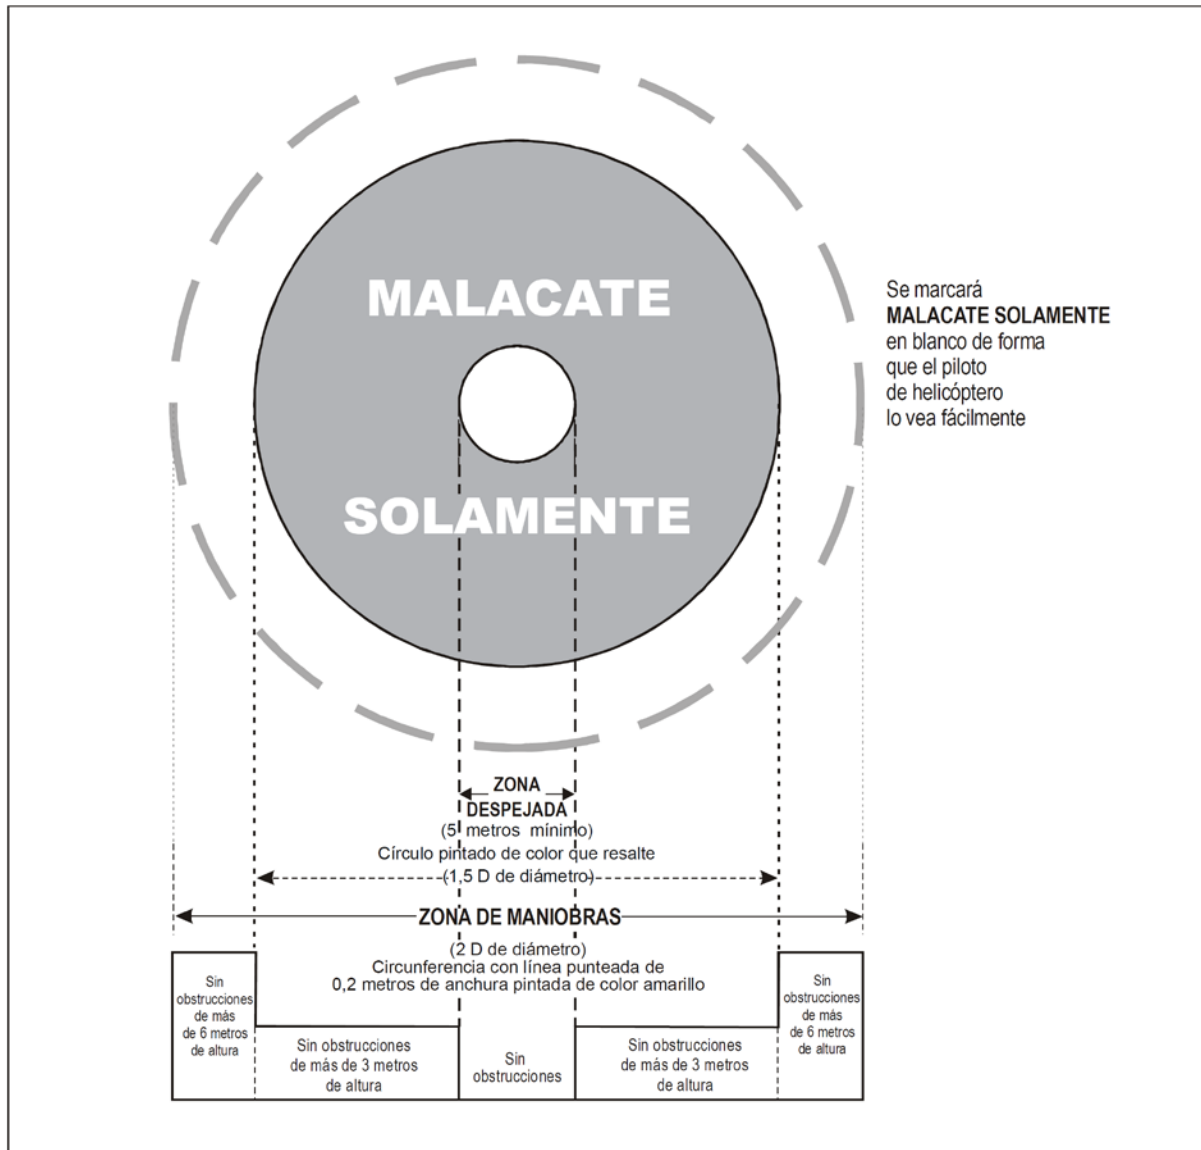 MALACATE
SOLAMENTE
Se marcará
MALACATE SOLAMENTE
en blanco de forma
que el piloto
de helicóptero
lo vea fácilmente
ZONA
DESPEJADA
(5 metros mínimo)
Círculo pintado de color que resalte
(1,5 D de diámetro)
ZONA DE MANIOBRAS
(2 D de diámetro)
Circunferencia con línea punteada de
0,2 metros de anchura pintada de color amarillo
Sin
obstrucciones
de más
de 6 metros
de altura
Sin obstrucciones
de más de 3 metros
de altura
Sin
obstrucciones
Sin obstrucciones
de más de 3 metros
de altura
Sin
obstrucciones
de más
de 6 metros
de altura